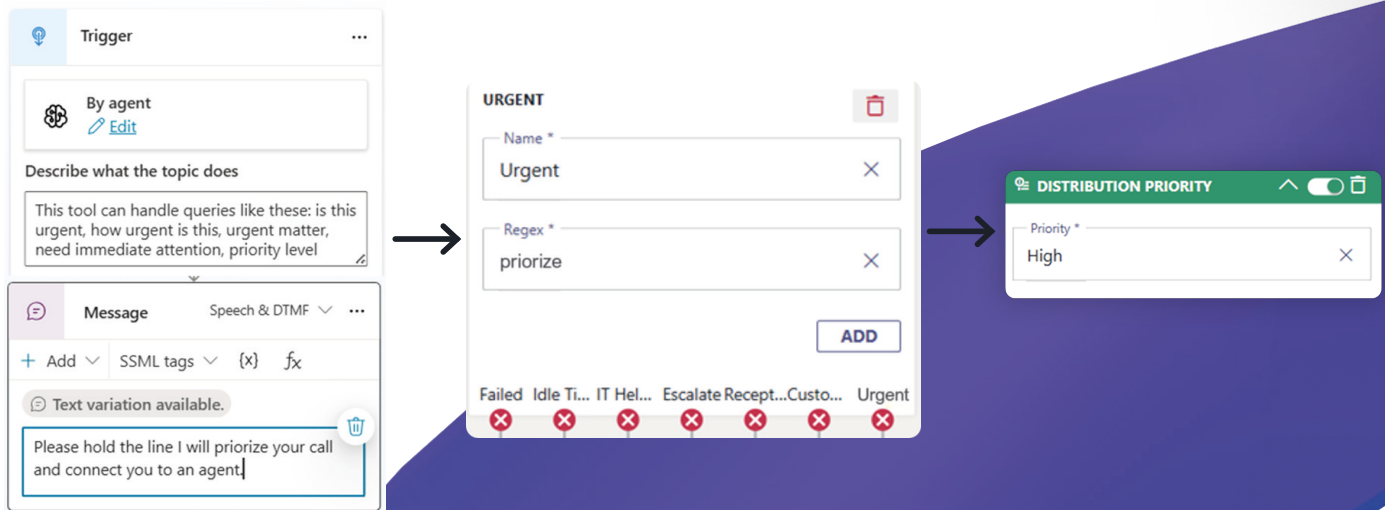 Trigger
By agent
Edit
Describe what the topic does
This tool can handle queries like these: is this
urgent, how urgent is this, urgent matter,
need immediate attention, priority level
Message
Speech & DTMF
Add
SSML tags
{x}
fx
Text variation available.
Please hold the line I will priorize your call
and connect you to an agent.
URGENT
Name *
Urgent
Regex *
priorize
ADD
Failed Idle Ti... IT Hel... Escalate Recept...Custo... Urgent
DISTRIBUTION PRIORITY
Priority *
High